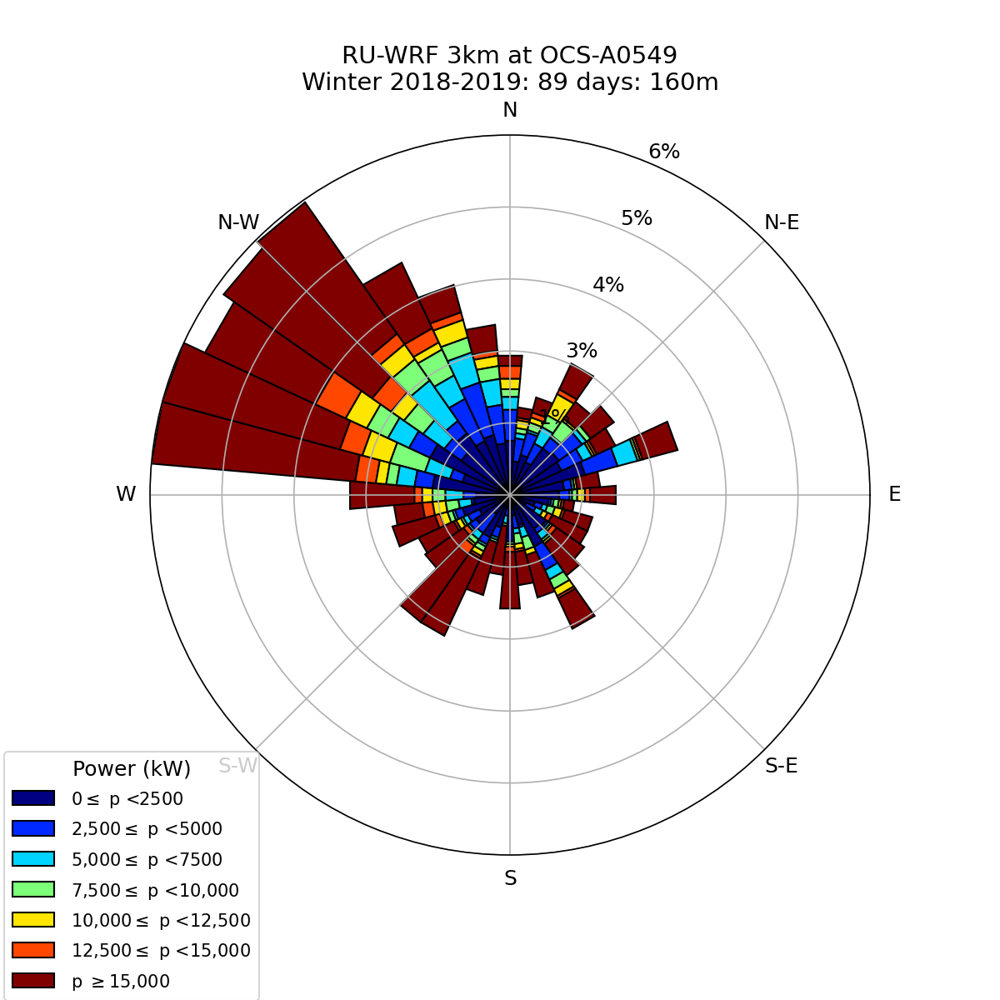 RU-WRF 3km at OCS-A0549
Winter 2018-2019: 89 days: 160m
N
6%
5%
N-W
N-E
4%
3%
1%
W
E
S-W
S-E
S
Power (kW)
0≤ p <2500
2,500≤ p <5000
5,000≤ p <7500
7,500≤ p <10,000
10,000≤ p <12,500
12,500≤ p <15,000
p ≥15,000